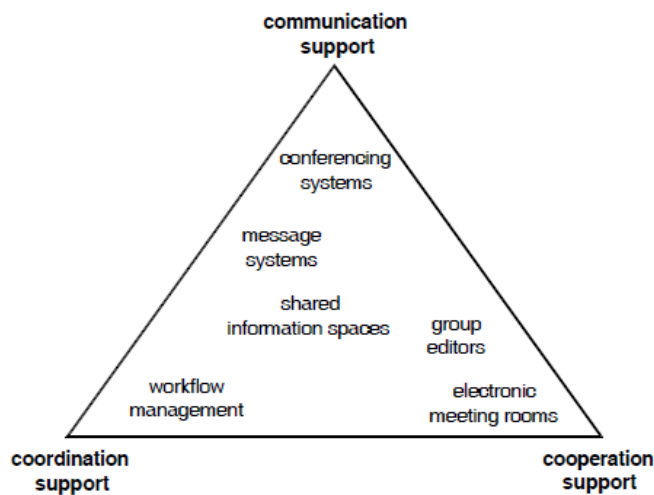 communication
support
conferencing
systems
message
systems
shared
information spaces
group
editors
workflow
management
electronic
meeting rooms
coordination
support
cooperation
support